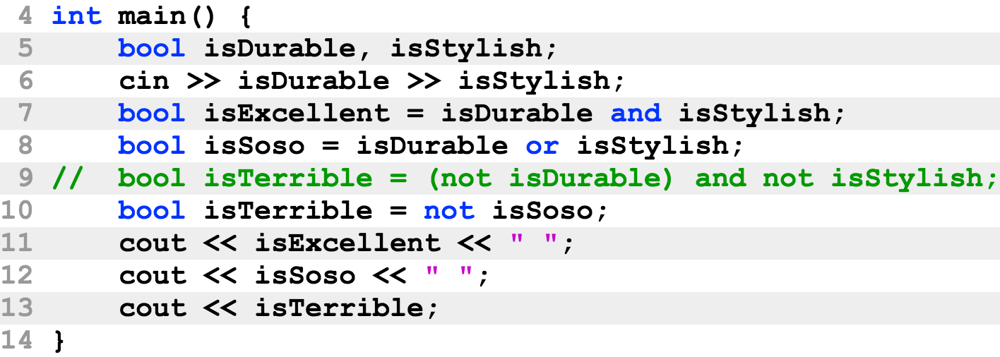 4 int main() {
5     bool isDurable, isStylish;
6     cin >> isDurable >> isStylish;
7     bool isExcellent = isDurable and isStylish;
8     bool isSoso = isDurable or isStylish;
9 //  bool isTerrible = (not isDurable) and not isStylish;
10     bool isTerrible = not isSoso;
11     cout << isExcellent << " ";
12     cout << isSoso << " ";
13     cout << isTerrible;
14 }